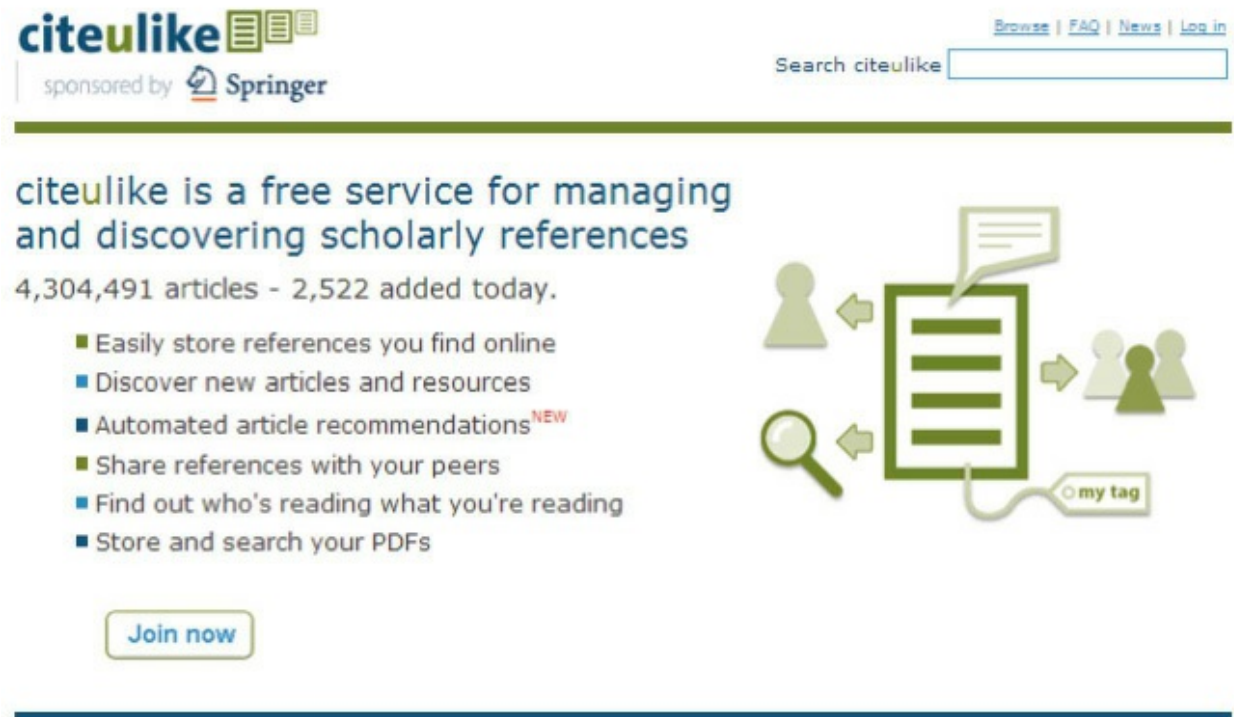 citeulike
sponsored by Springer
Browse | FAQ | News | Log in
Search citeulike
citeulike is a free service for managing
and discovering scholarly references
4,304,491 articles - 2,522 added today.
Easily store references you find online
Discover new articles and resources
Automated article recommendations NEW
Share references with your peers
Find out who's reading what you're reading
Store and search your PDFs
my tag
Join now